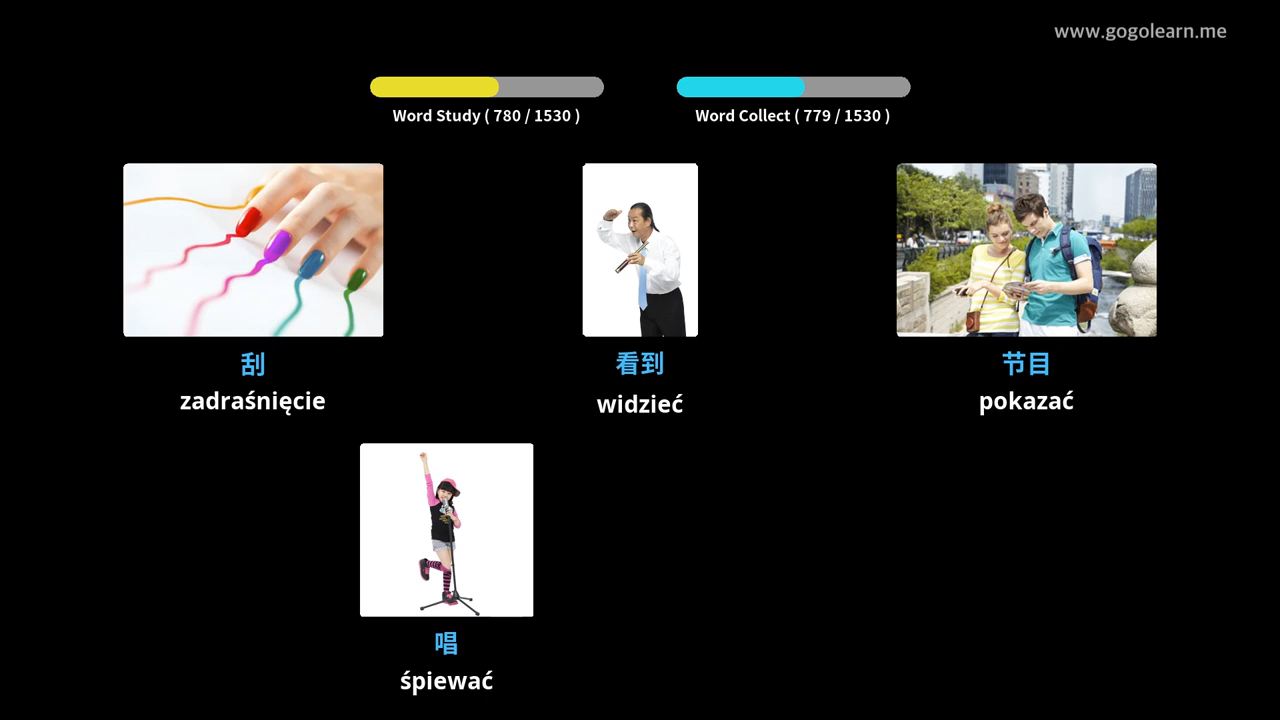 www.gogolearn.me
Word Study ( 780 / 1530 )
Word Collect ( 779 / 1530 )
刮
zadraśnięcie
看到
widzieć
节目
pokazać
唱
śpiewać